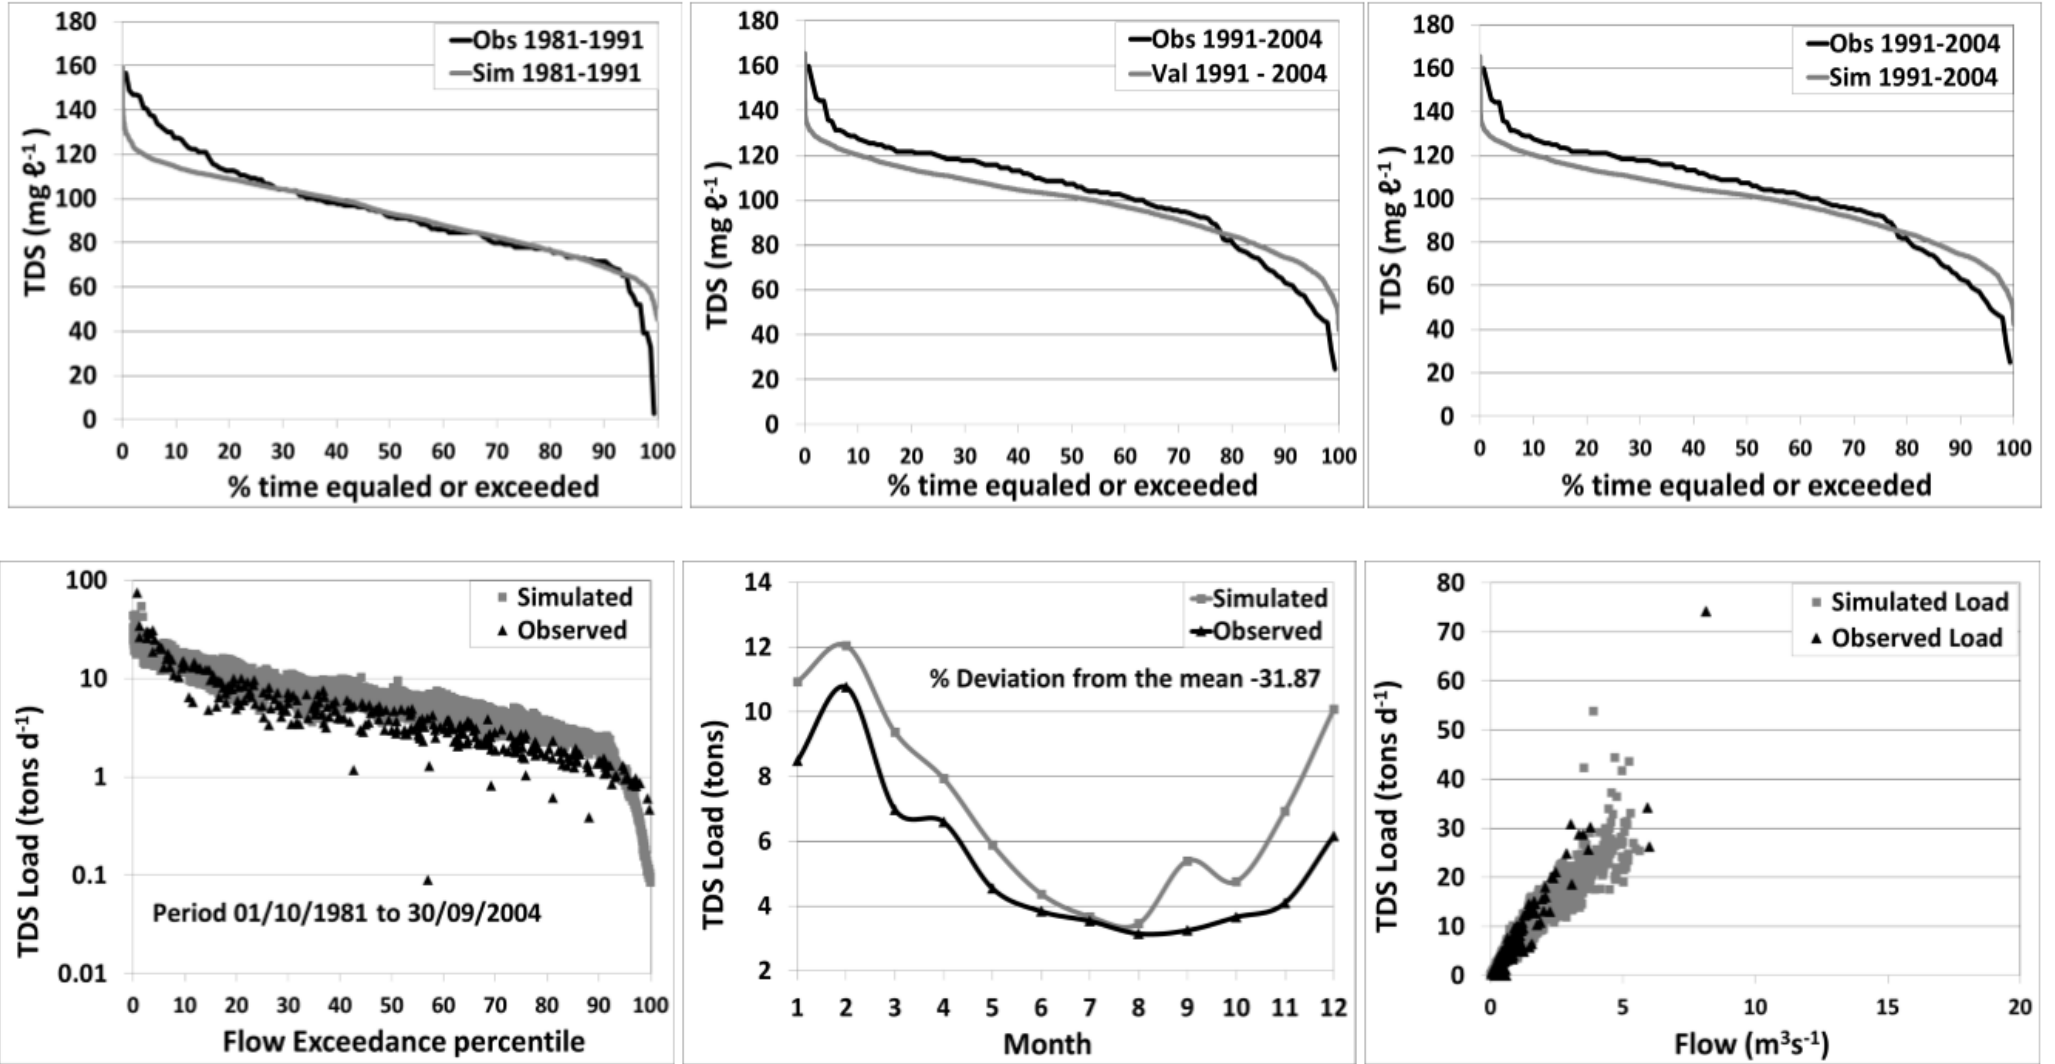 180
160
140
120
100
80
60
40
20
0
TDS (mg ℓ-1 )
Obs 1981-1991
Sim 1981-1991
0 10 20 30 40 50 60 70 80 90 100
% time equaled or exceeded
180
160
140
120
100
80
60
40
20
0
TDS (mg ℓ-1 )
Obs 1991-2004
Val 1991 - 2004
0 10 20 30 40 50 60 70 80 90 100
% time equaled or exceeded
180
160
140
120
100
80
60
40
20
0
TDS (mg ℓ-1 )
Obs 1991-2004
Sim 1991-2004
0 10 20 30 40 50 60 70 80 90 100
% time equaled or exceeded
100
10
1
0.1
0.01
TDS Load (tons d-1)
Simulated
Observed
Period 01/10/1981 to 30/09/2004
0 10 20 30 40 50 60 70 80 90 100
Flow Exceedance percentile
14
12
10
8
6
4
2
TDS Load (tons)
Simulated
Observed
% Deviation from the mean -31.87
1 2 3 4 5 6 7 8 9 10 11 12
Month
80
70
60
50
40
30
20
10
0
TDS Load (tons d-1)
Simulated Load
Observed Load
0 5 10 15 20
Flow (m3s-1)